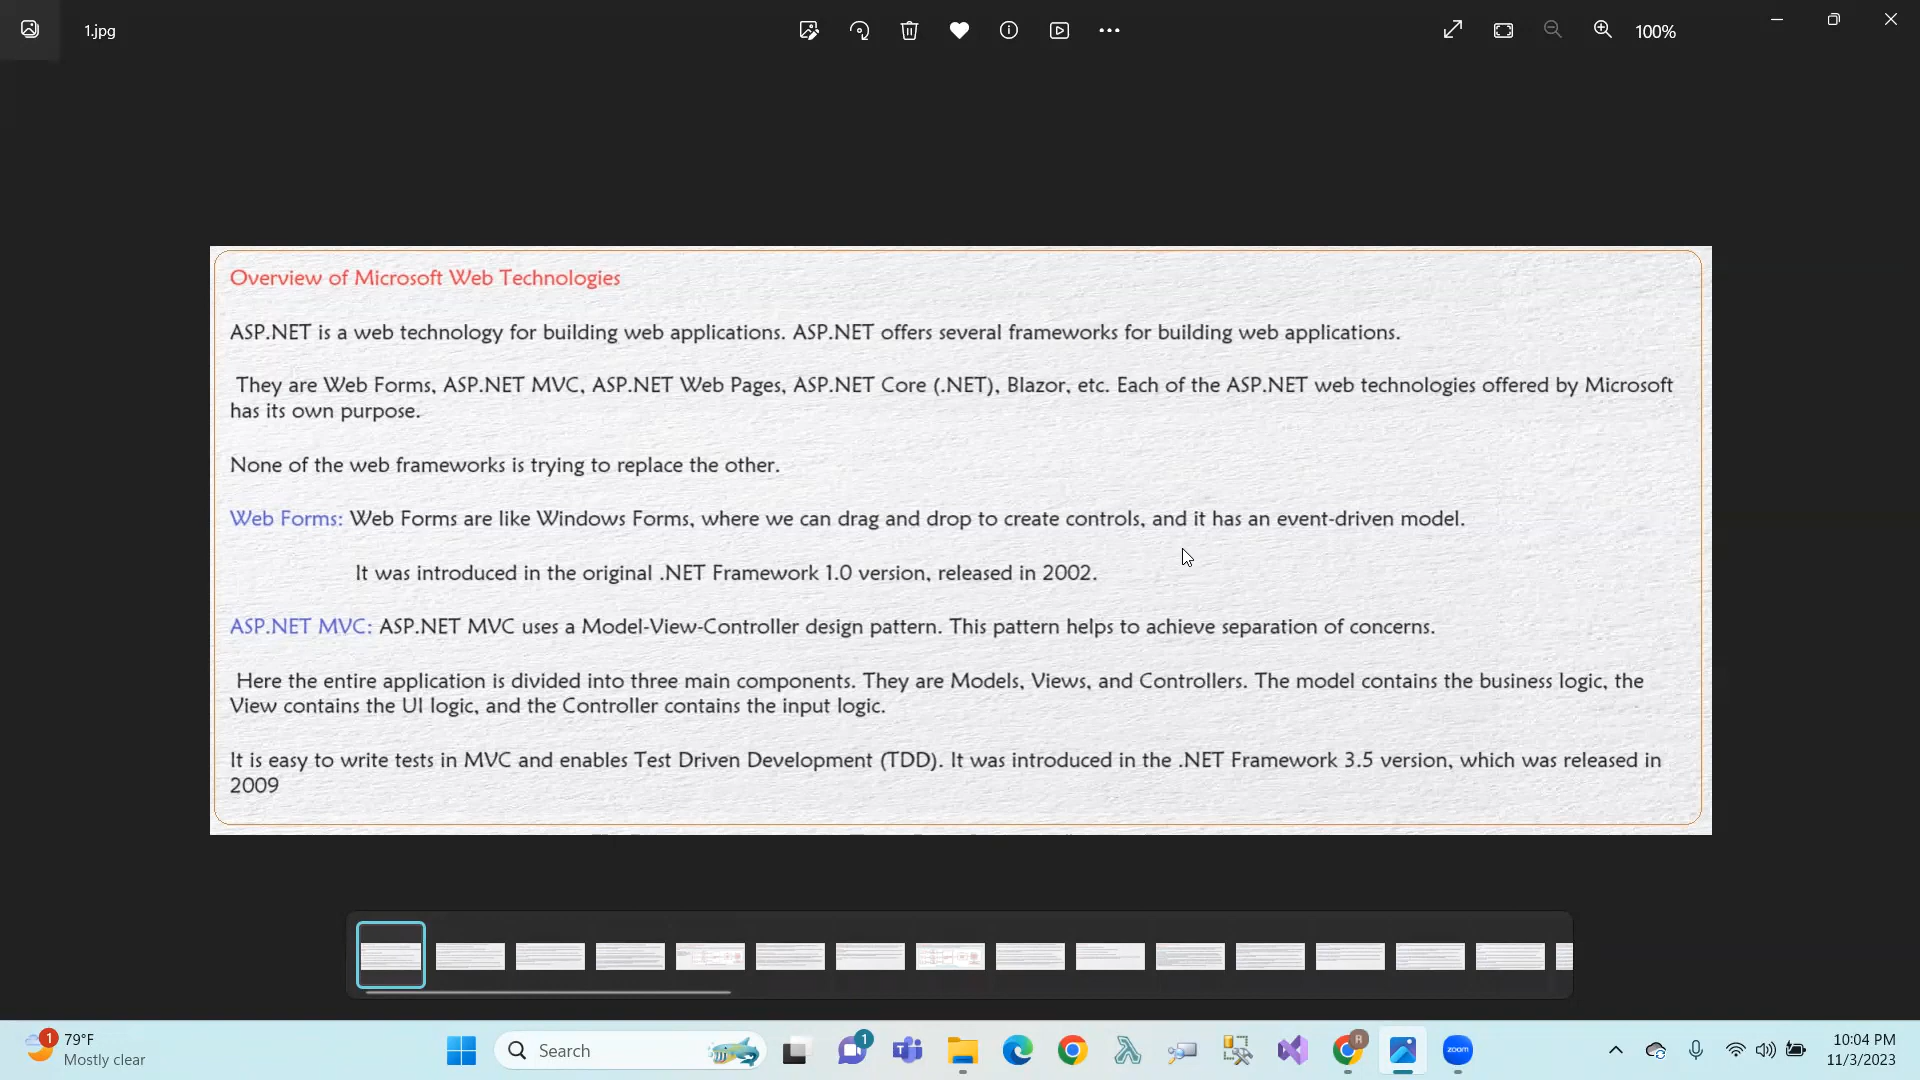 1.jpg
100%
Overview of Microsoft Web Technologies
ASP.NET is a web technology for building web applications. ASP.NET offers several frameworks for building web applications.
They are Web Forms, ASP.NET MVC, ASP.NET Web Pages, ASP.NET Core (.NET), Blazor, etc. Each of the ASP.NET web technologies offered by Microsoft
has its own purpose.
None of the web frameworks is trying to replace the other.
Web Forms: Web Forms are like Windows Forms, where we can drag and drop to create controls, and it has an event-driven model.
It was introduced in the original .NET Framework 1.0 version, released in 2002.
ASP.NET MVC: ASP.NET MVC uses a Model-View-Controller design pattern. This pattern helps to achieve separation of concerns.
Here the entire application is divided into three main components. They are Models, Views, and Controllers. The model contains the business logic, the
View contains the UI logic, and the Controller contains the input logic.
It is easy to write tests in MVC and enables Test Driven Development (TDD). It was introduced in the .NET Framework 3.5 version, which was released in
2009
1
79°F
Mostly clear
Search
1
R
zoom
10:04 PM
11/3/2023